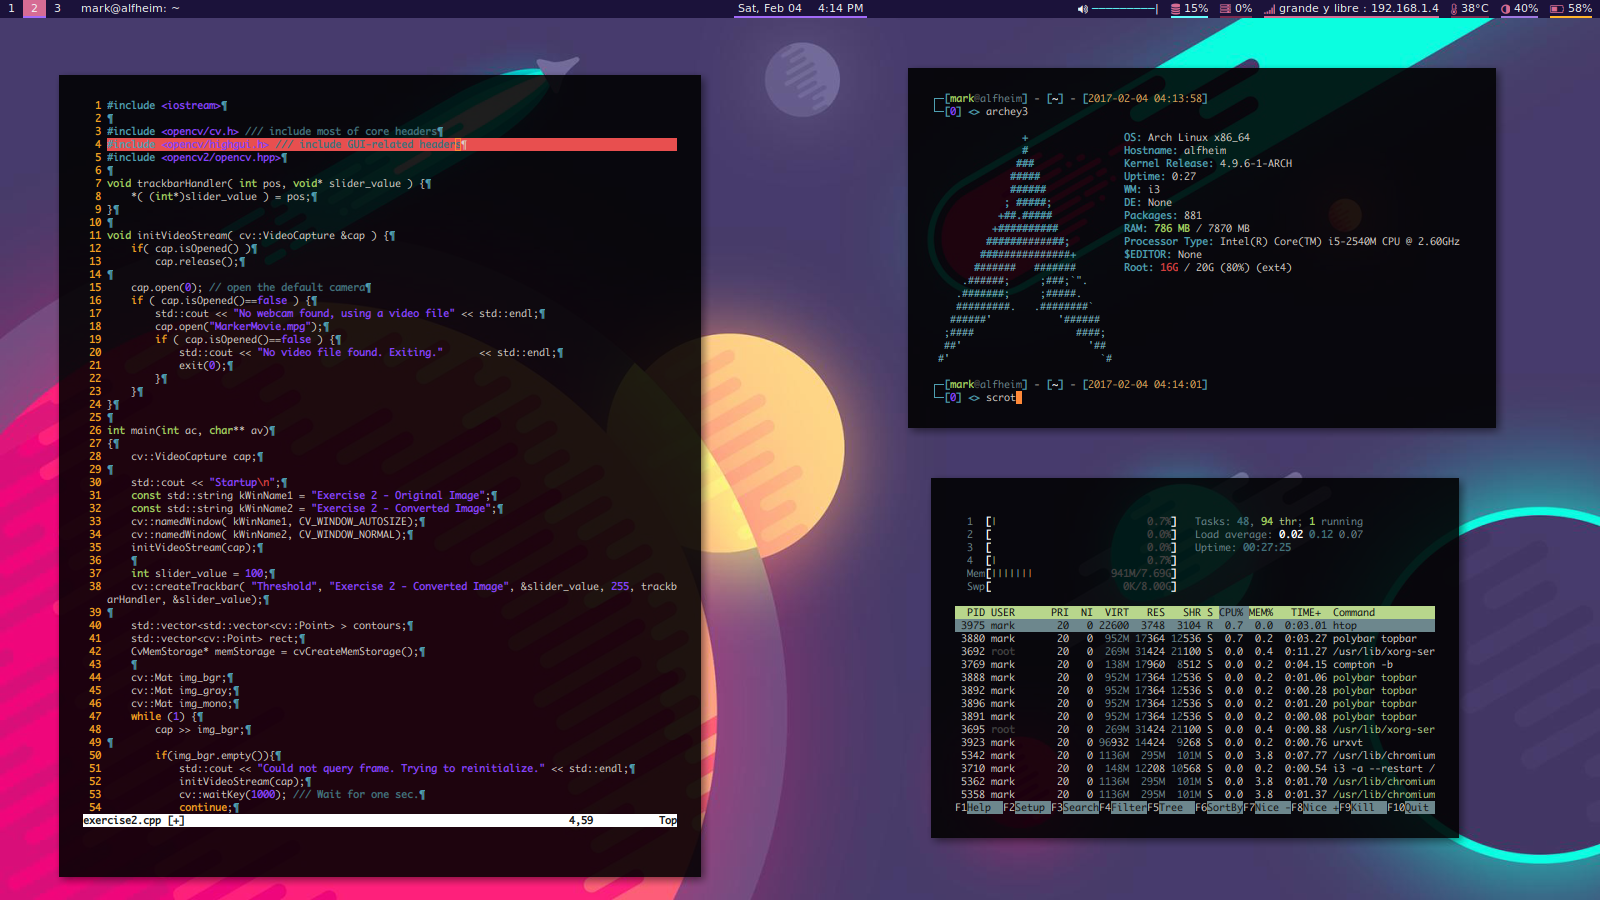 1 2 3 mark@alfheim: ~ Sat, Feb 04 4:14 PM 15% 0% grande y libre : 192.168.1.4 38°C 40% 58%
1 #include <iostream>¶
2 ¶
3 #include <opencv/cv.h> /// include most of core headers¶
4 #include <opencv/highgui.h> /// include GUI-related header ¶
5 #include <opencv2/opencv.hpp>¶
6 ¶
7 void trackbarHandler( int pos, void* slider_value ) {¶
8 *( (int*)slider_value ) = pos;¶
9 }¶
10 ¶
11 void initVideoStream( cv::VideoCapture &cap ) {¶
12 if( cap.isOpened() )¶
13 cap.release();¶
14 ¶
15 cap.open(0); // open the default camera¶
16 if ( cap.isOpened()==false ) {¶
17 std::cout << "No webcam found, using a video file" << std::endl;¶
18 cap.open("MarkerMovie.mpg");¶
19 if ( cap.isOpened()==false ) {¶
20 std::cout << "No video file found. Exiting." << std::endl;¶
21 exit(0);¶
22 }¶
23 }¶
24 }¶
25 ¶
26 int main(int ac, char** av)¶
27 {¶
28 cv::VideoCapture cap;¶
29 ¶
30 std::cout << "Startup\n";¶
31 const std::string kWinName1 = "Exercise 2 - Original Image";¶
32 const std::string kWinName2 = "Exercise 2 - Converted Image";¶
33 cv::namedWindow( kWinName1, CV_WINDOW_AUTOSIZE);¶
34 cv::namedWindow( kWinName2, CV_WINDOW_NORMAL);¶
35 initVideoStream(cap);¶
36 ¶
37 int slider_value = 100;¶
38 cv::createTrackbar( "Threshold", "Exercise 2 - Converted Image", &slider_value, 255, trackb
arHandler, &slider_value);¶
39 ¶
40 std::vector<std::vector<cv::Point> > contours;¶
41 std::vector<cv::Point> rect;¶
42 CvMemStorage* memStorage = cvCreateMemStorage();¶
43 ¶
44 cv::Mat img_bgr;¶
45 cv::Mat img_gray;¶
46 cv::Mat img_mono;¶
47 while (1) {¶
48 cap >> img_bgr;¶
49 ¶
50 if(img_bgr.empty()){¶
51 std::cout << "Could not query frame. Trying to reinitialize." << std::endl;¶
52 initVideoStream(cap);¶
53 cv::waitKey(1000); /// Wait for one sec.¶
54 continue;¶
exercise2.cpp [+] 4,59 Top
[mark@alfheim] - [~] - [2017-02-04 04:13:58]
[0] <> archey3
+
#
###
#####
######
; #####;
+##.#####
+##########
#############;
###############+
####### #######
.######; ;###;`".
.#######; ;#####.
#########. .########`
######' '######
;#### ####;
##' '##
#' `#
OS: Arch Linux x86_64
Hostname: alfheim
Kernel Release: 4.9.6-1-ARCH
Uptime: 0:27
WM: i3
DE: None
Packages: 881
RAM: 786 MB / 7870 MB
Processor Type: Intel(R) Core(TM) i5-2540M CPU @ 2.60GHz
$EDITOR: None
Root: 16G / 20G (80%) (ext4)
[mark@alfheim] - [~] - [2017-02-04 04:14:01]
[0] <> scrot
1 [| 0.7%] Tasks: 48, 94 thr; 1 running
2 [ 0.0%] Load average: 0.02 0.12 0.07
3 [ 0.0%] Uptime: 00:27:25
4 [| 0.7%]
Mem[||||||| 941M/7.69G]
Swp[ 0K/8.00G]
PID USER PRI NI VIRT RES SHR S CPU% MEM% TIME+ Command
3975 mark 20 0 22600 3748 3104 R 0.7 0.0 0:03.01 htop
3880 mark 20 0 952M 17364 12536 S 0.7 0.2 0:03.27 polybar topbar
3692 root 20 0 269M 31424 21100 S 0.0 0.4 0:11.27 /usr/lib/xorg-ser
3769 mark 20 0 138M 17960 8512 S 0.0 0.2 0:04.15 compton -b
3888 mark 20 0 952M 17364 12536 S 0.0 0.2 0:01.06 polybar topbar
3892 mark 20 0 952M 17364 12536 S 0.0 0.2 0:00.28 polybar topbar
3896 mark 20 0 952M 17364 12536 S 0.0 0.2 0:01.20 polybar topbar
3891 mark 20 0 952M 17364 12536 S 0.0 0.2 0:00.08 polybar topbar
3695 root 20 0 269M 31424 21100 S 0.0 0.4 0:00.88 /usr/lib/xorg-ser
3923 mark 20 0 96932 14424 9268 S 0.0 0.2 0:00.76 urxvt
5342 mark 20 0 1136M 295M 101M S 0.0 3.8 0:07.77 /usr/lib/chromium
3710 mark 20 0 148M 12208 10568 S 0.0 0.2 0:00.54 i3 -a --restart /
5362 mark 20 0 1136M 295M 101M S 0.0 3.8 0:01.70 /usr/lib/chromium
5358 mark 20 0 1136M 295M 101M S 0.0 3.8 0:01.37 /usr/lib/chromium
F1Help F2Setup F3SearchF4FilterF5Tree F6SortByF7Nice -F8Nice +F9Kill F10Quit